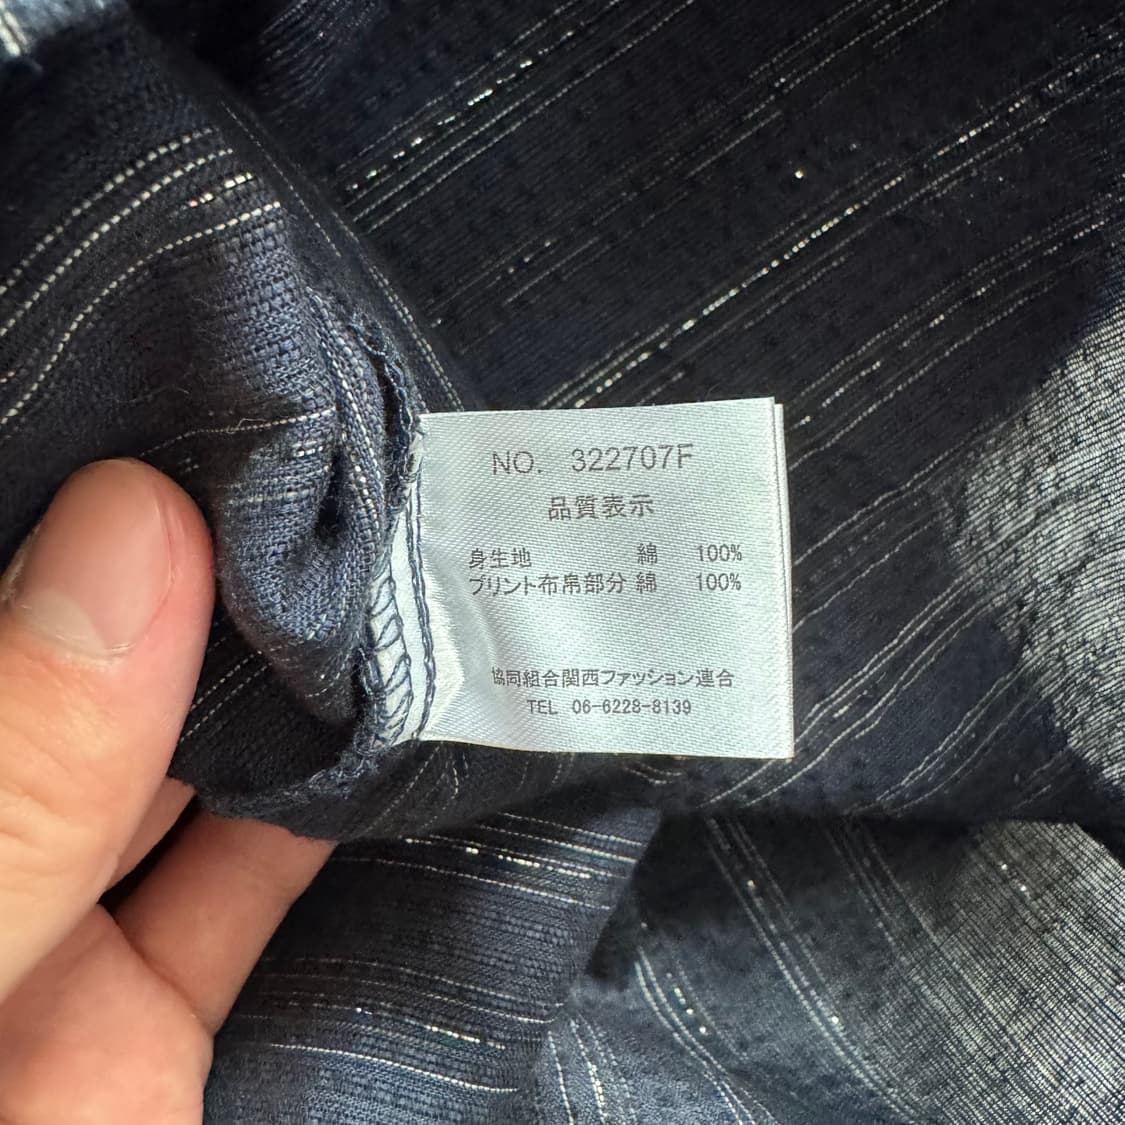 NO. 322707F
品質表示
身生地 綿 100%
プリント布帛部分 綿 100%
協同組合関西ファッション連合
TEL 06-6228-8139